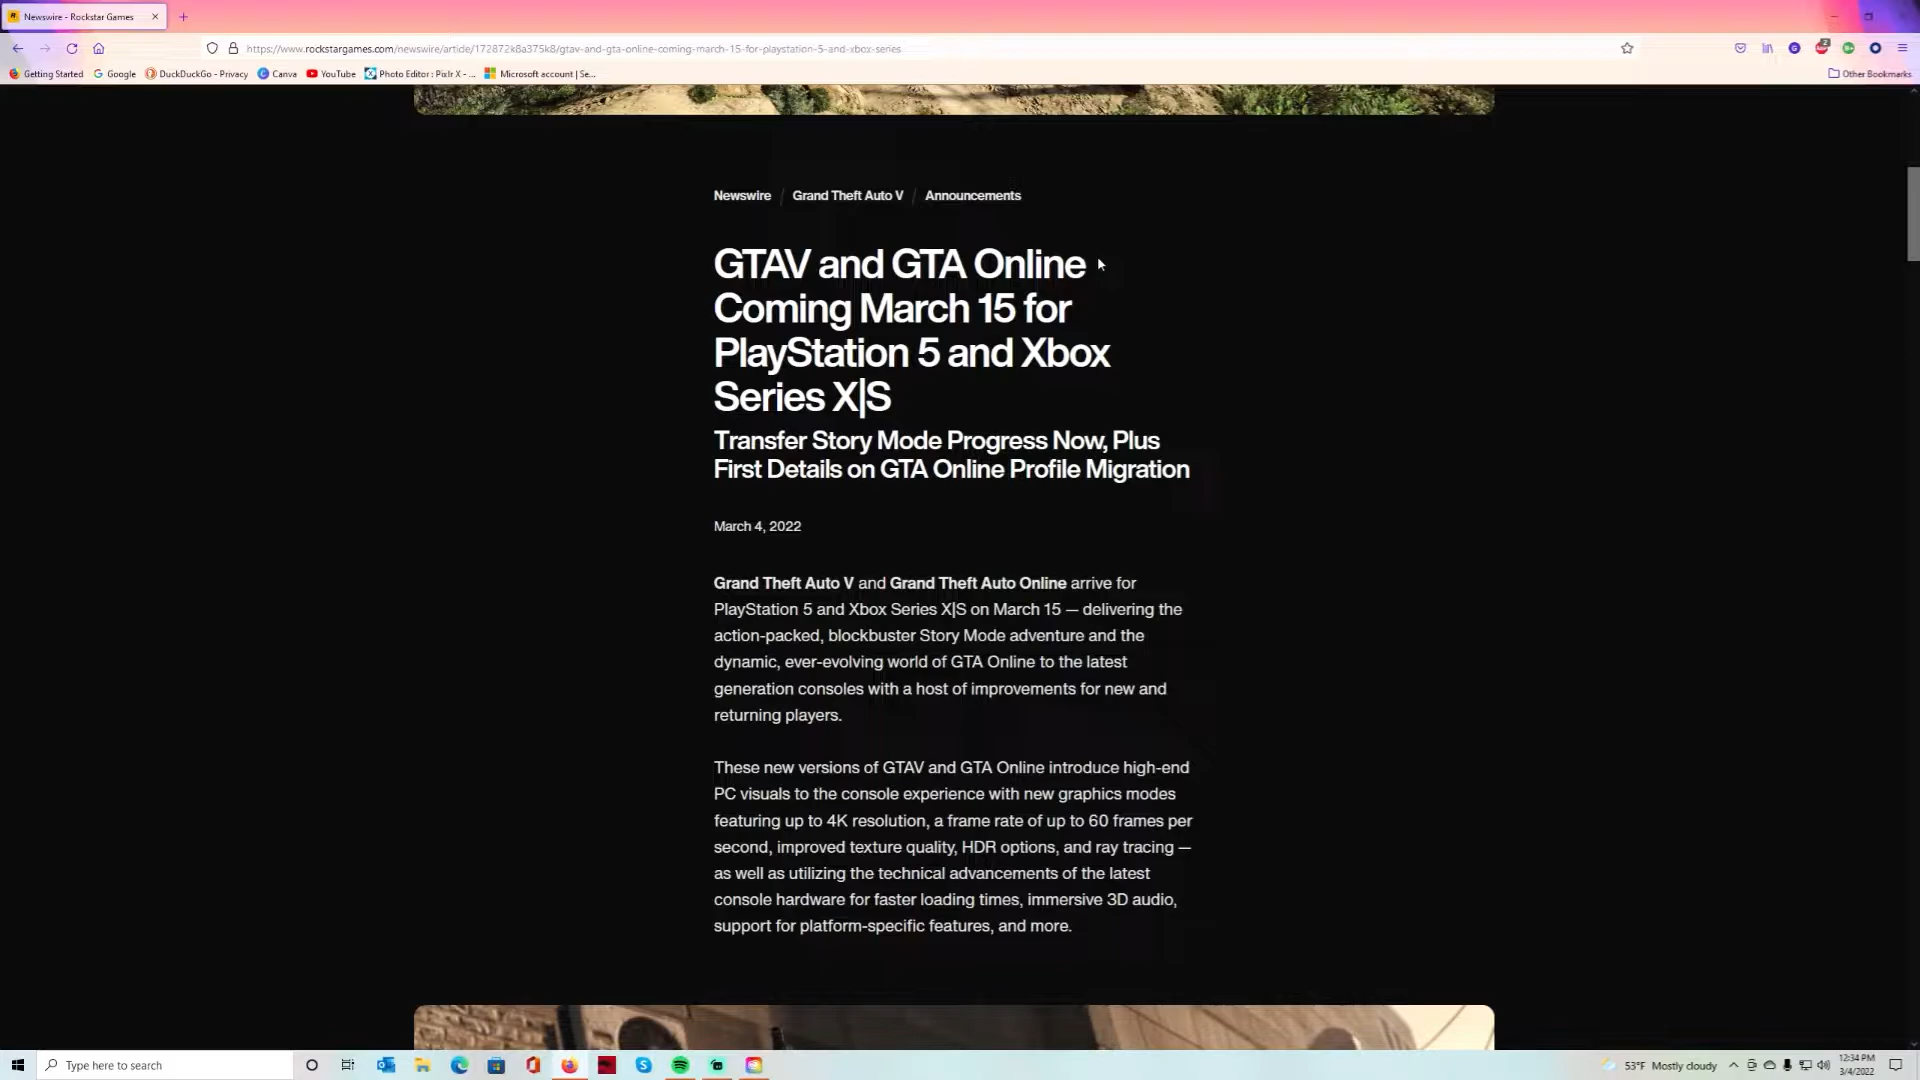 Newswire - Rockstar Games
https://www.rockstargames.com/newswire/article/172872k8a375k8/gtav-and-gta-online-coming-march-15-for-playstation-5-and-xbox-series
Getting Started Google DuckDuckGo - Privacy Canva YouTube Photo Editor : Pixlr X - ... Microsoft account | Se... Other Bookmarks
Newswire / Grand Theft Auto V / Announcements
GTAV and GTA Online
Coming March 15 for
PlayStation 5 and Xbox
Series X|S
Transfer Story Mode Progress Now, Plus
First Details on GTA Online Profile Migration
March 4, 2022
Grand Theft Auto V and Grand Theft Auto Online arrive for
PlayStation 5 and Xbox Series X|S on March 15 — delivering the
action-packed, blockbuster Story Mode adventure and the
dynamic, ever-evolving world of GTA Online to the latest
generation consoles with a host of improvements for new and
returning players.
These new versions of GTAV and GTA Online introduce high-end
PC visuals to the console experience with new graphics modes
featuring up to 4K resolution, a frame rate of up to 60 frames per
second, improved texture quality, HDR options, and ray tracing —
as well as utilizing the technical advancements of the latest
console hardware for faster loading times, immersive 3D audio,
support for platform-specific features, and more.
Type here to search
53°F Mostly cloudy
12:34 PM
3/4/2022